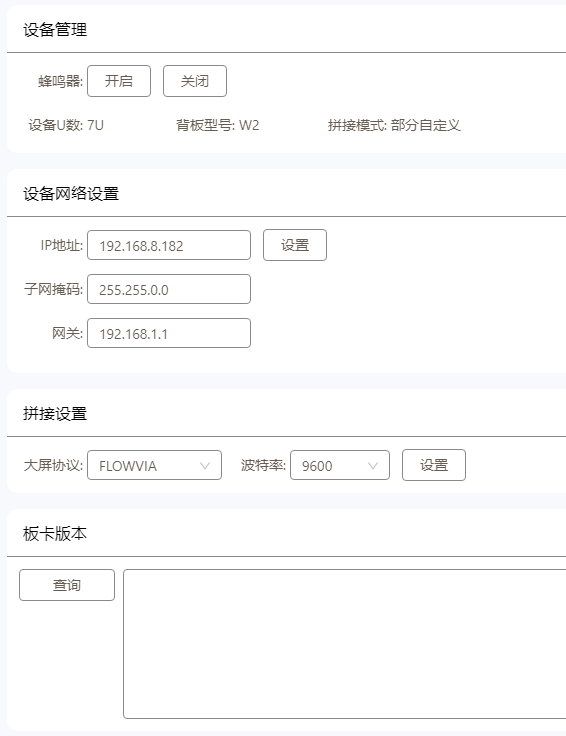 设备管理
蜂鸣器: 开启 关闭
设备U数: 7U 背板型号: W2 拼接模式: 部分自定义
设备网络设置
IP地址: 192.168.8.182 设置
子网掩码: 255.255.0.0
网关: 192.168.1.1
拼接设置
大屏协议: FLOWVIA 波特率: 9600 设置
板卡版本
查询